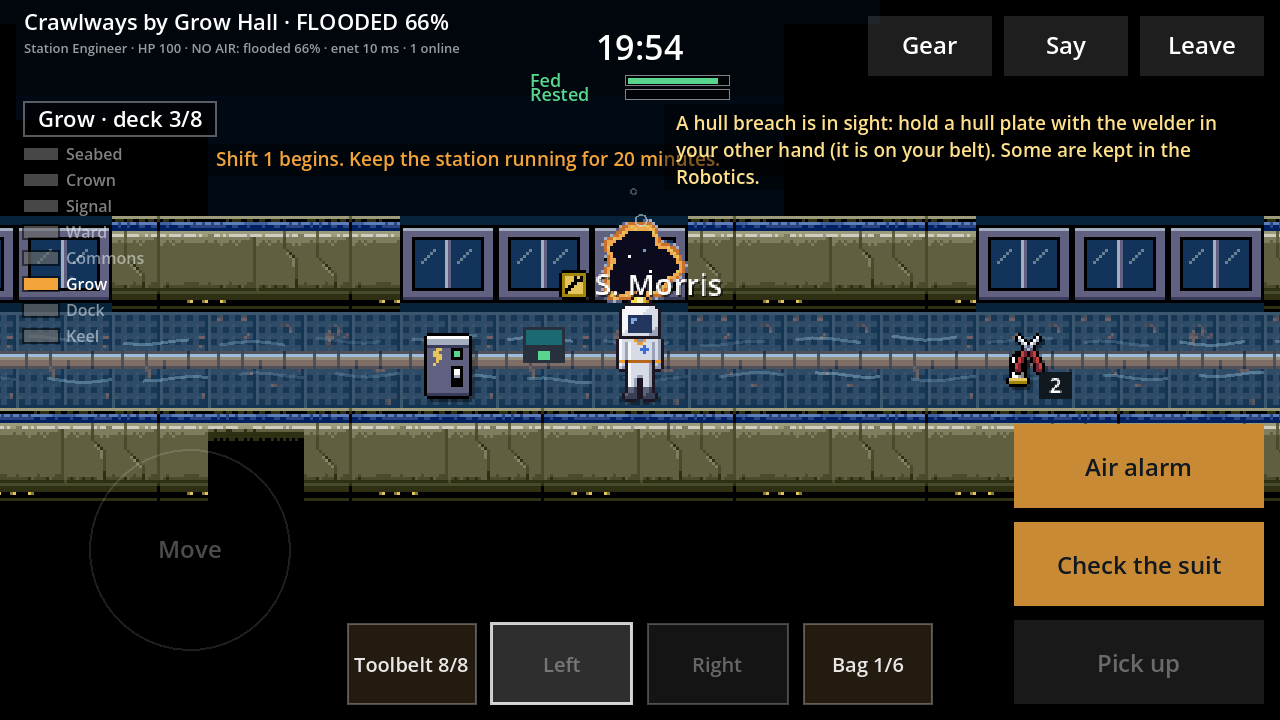 Crawlways by Grow Hall · FLOODED 66%
Station Engineer · HP 100 · NO AIR: flooded 66% · enet 10 ms · 1 online
19:54
Fed
Rested
Gear
Say
Leave
Grow · deck 3/8
Seabed
Crown
Signal
Ward
Commons
Grow
Dock
Keel
Shift 1 begins. Keep the station running for 20 minutes.
A hull breach is in sight: hold a hull plate with the welder in
your other hand (it is on your belt). Some are kept in the
Robotics.
S. Morris
2
Air alarm
Check the suit
Pick up
Move
Toolbelt 8/8
Left
Right
Bag 1/6